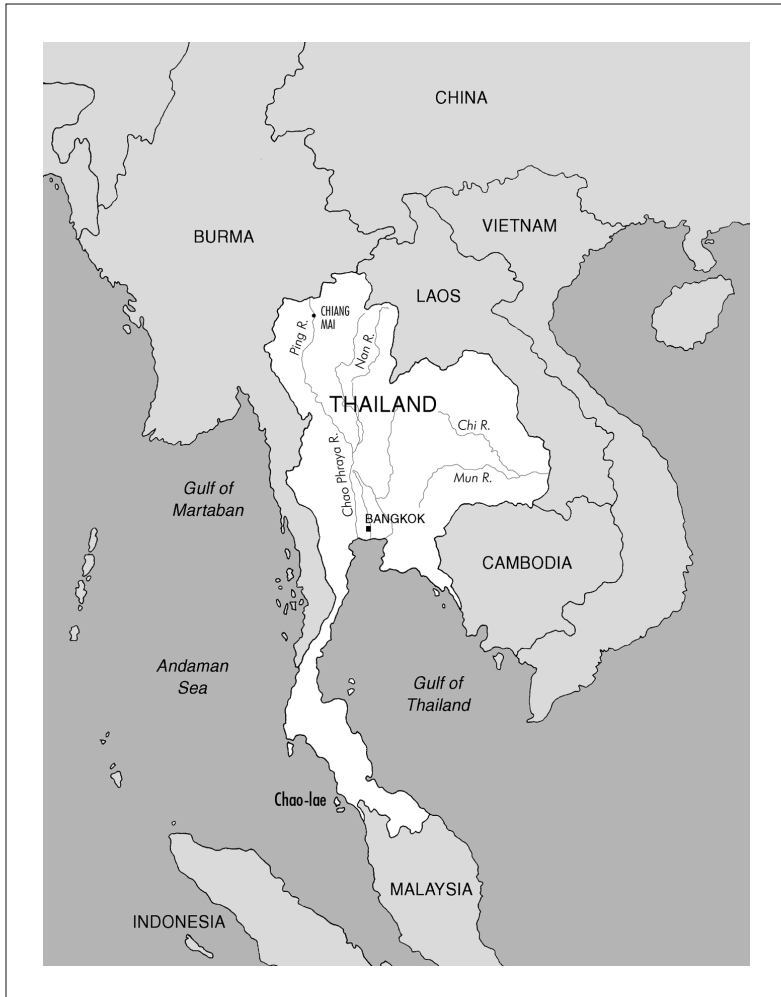 CHINA
VIETNAM
BURMA
LAOS
CHIANG
MAI
Ping R.
Nan R.
THAILAND
Chi R.
Chao Phraya R.
Mun R.
Gulf of
Martaban
BANGKOK
CAMBODIA
Andaman
Sea
Gulf of
Thailand
Chao-lae
MALAYSIA
INDONESIA